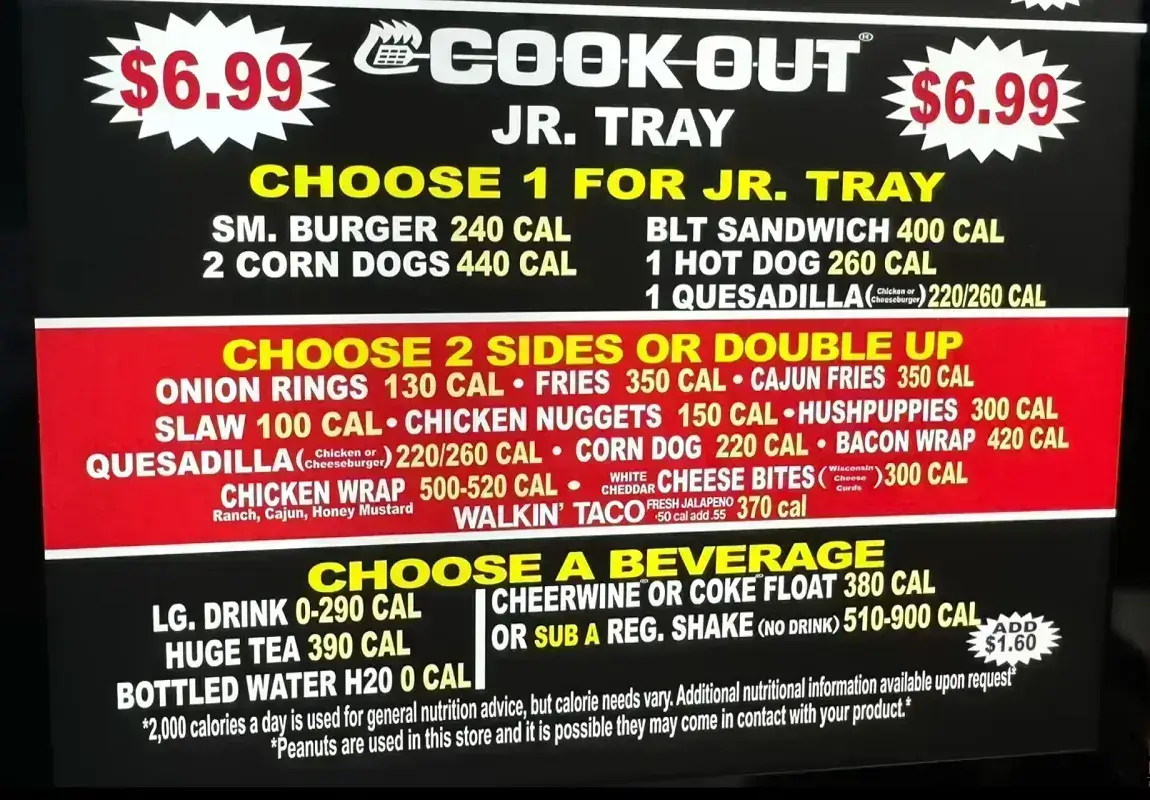 $6.99 COOK OUT® $6.99
JR. TRAY
CHOOSE 1 FOR JR. TRAY
SM. BURGER 240 CAL
2 CORN DOGS 440 CAL
BLT SANDWICH 400 CAL
1 HOT DOG 260 CAL
1 QUESADILLA (Chicken or Cheeseburger) 220/260 CAL
CHOOSE 2 SIDES OR DOUBLE UP
ONION RINGS 130 CAL • FRIES 350 CAL • CAJUN FRIES 350 CAL
SLAW 100 CAL • CHICKEN NUGGETS 150 CAL • HUSHPUPPIES 300 CAL
QUESADILLA (Chicken or Cheeseburger) 220/260 CAL • CORN DOG 220 CAL • BACON WRAP 420 CAL
CHICKEN WRAP 500-520 CAL • WHITE CHEDDAR CHEESE BITES (Wisconsin Cheese Curds) 300 CAL
Ranch, Cajun, Honey Mustard
WALKIN' TACO FRESH JALAPENO '50 cal add .55 370 cal
CHOOSE A BEVERAGE
LG. DRINK 0-290 CAL
HUGE TEA 390 CAL
BOTTLED WATER H20 0 CAL
CHEERWINE® OR COKE™ FLOAT 380 CAL
OR SUB A REG. SHAKE (NO DRINK) 510-900 CAL
ADD
$1.60
*2,000 calories a day is used for general nutrition advice, but calorie needs vary. Additional nutritional information available upon request*
*Peanuts are used in this store and it is possible they may come in contact with your product.*